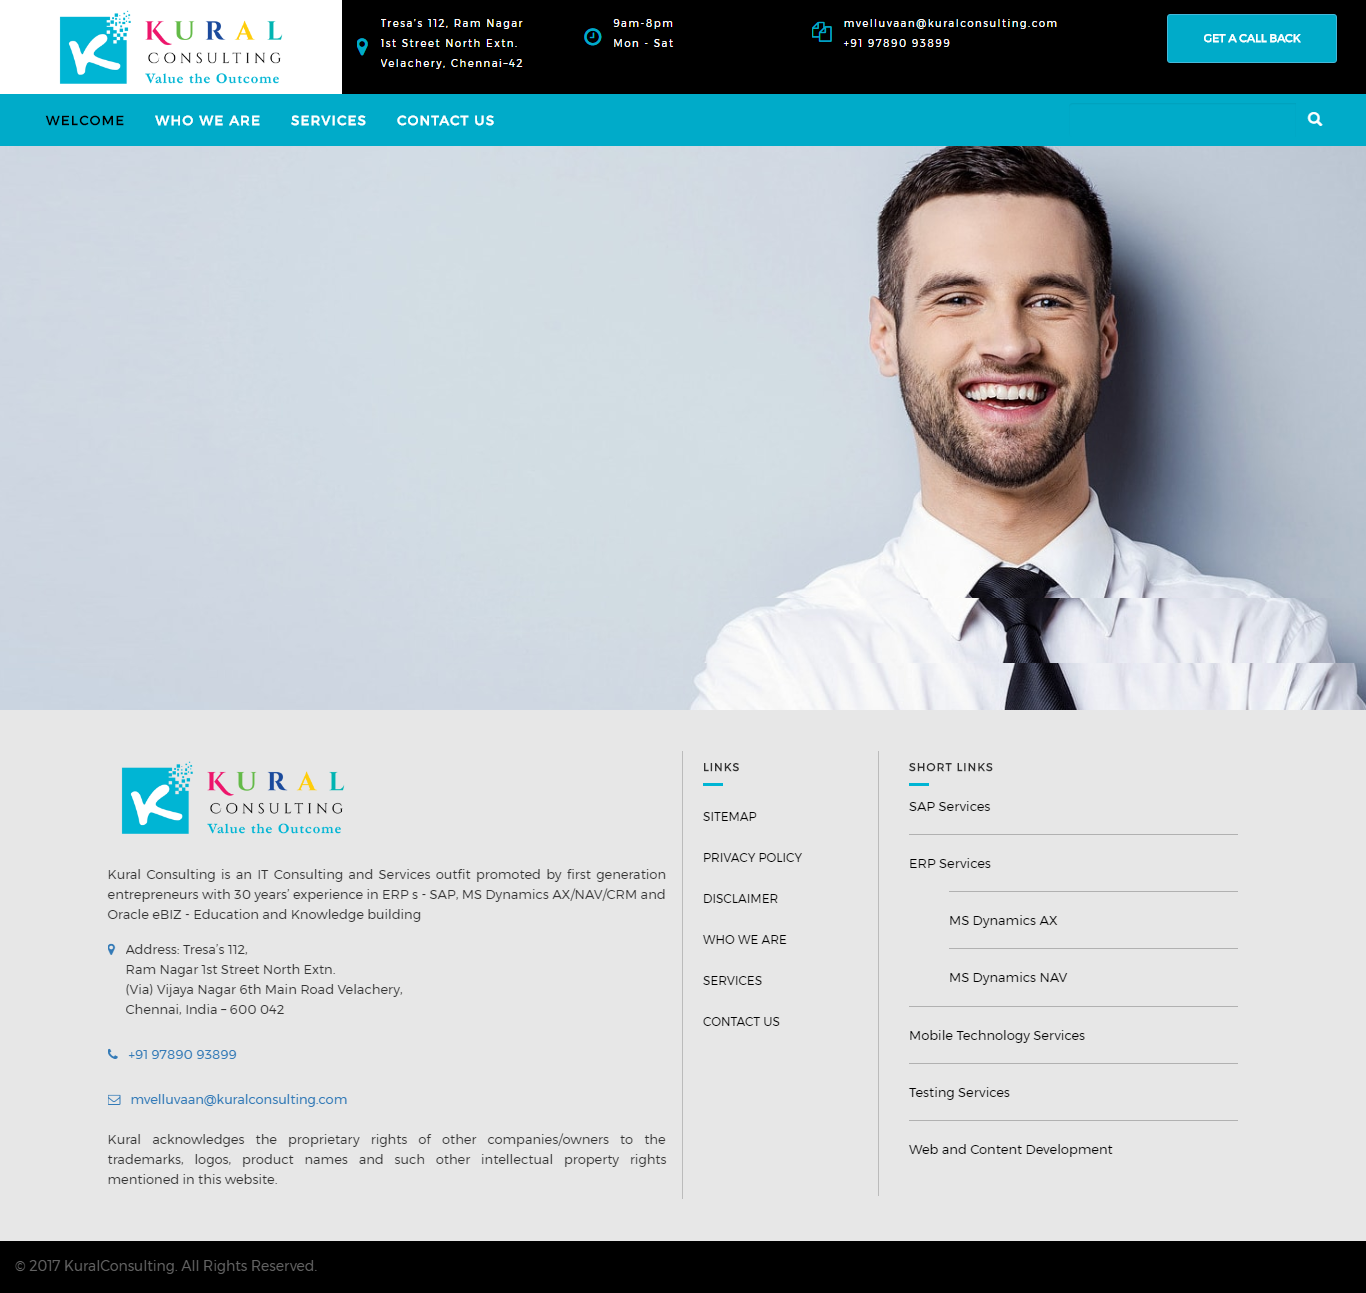 KURAL
CONSULTING
Value the Outcome
Tresa's 112, Ram Nagar
1st Street North Extn.
Velachery, Chennai–42
9am-8pm
Mon - Sat
mvelluvaan@kuralconsulting.com
+91 97890 93899
GET A CALL BACK
WELCOME
WHO WE ARE
SERVICES
CONTACT US
KURAL
CONSULTING
Value the Outcome
Kural Consulting is an IT Consulting and Services outfit promoted by first generation
entrepreneurs with 30 years’ experience in ERP s - SAP, MS Dynamics AX/NAV/CRM and
Oracle eBIZ - Education and Knowledge building
Address: Tresa’s 112,
Ram Nagar 1st Street North Extn.
(Via) Vijaya Nagar 6th Main Road Velachery,
Chennai, India – 600 042
+91 97890 93899
mvelluvaan@kuralconsulting.com
Kural acknowledges the proprietary rights of other companies/owners to the
trademarks, logos, product names and such other intellectual property rights
mentioned in this website.
LINKS
SITEMAP
PRIVACY POLICY
DISCLAIMER
WHO WE ARE
SERVICES
CONTACT US
SHORT LINKS
SAP Services
ERP Services
MS Dynamics AX
MS Dynamics NAV
Mobile Technology Services
Testing Services
Web and Content Development
© 2017 KuralConsulting. All Rights Reserved.